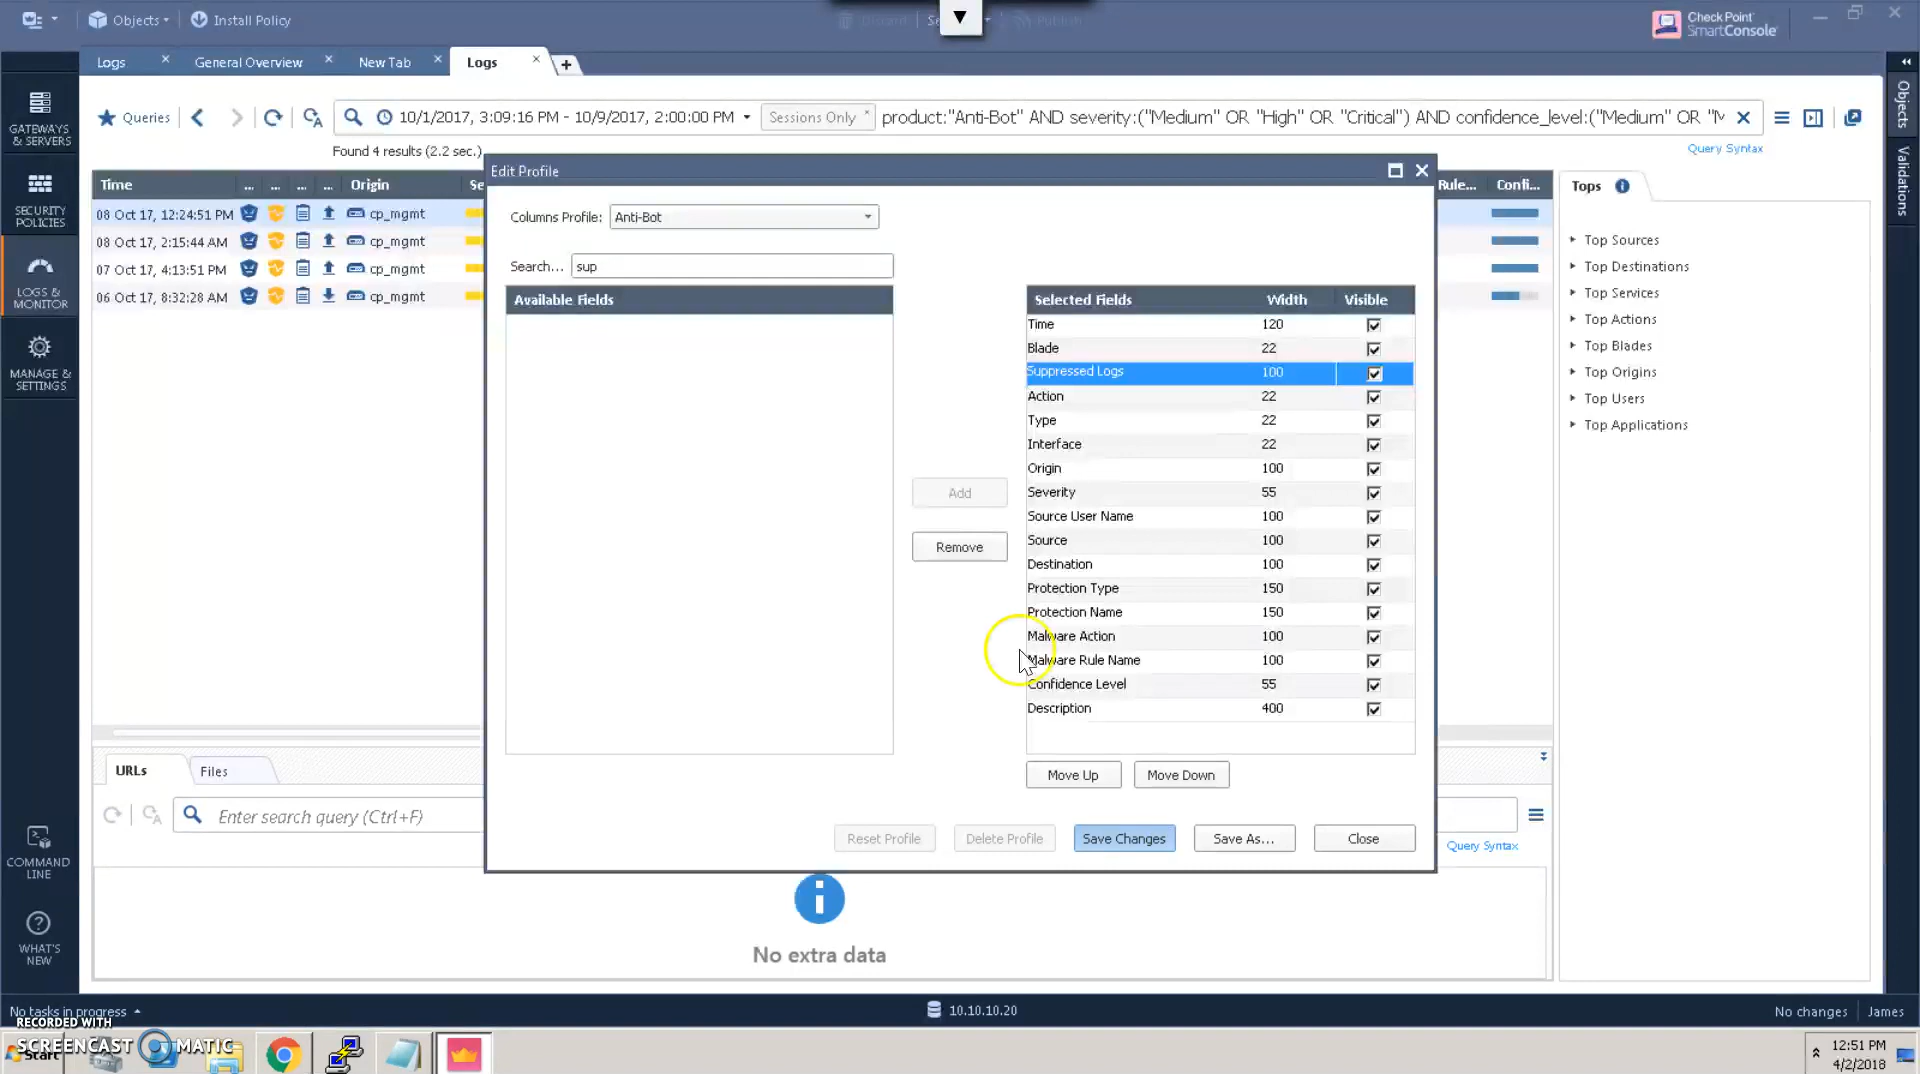 Objects
Install Policy
Discard
Publish
Check Point
SmartConsole
Logs
General Overview
New Tab
Logs
GATEWAYS
& SERVERS
SECURITY
POLICIES
LOGS &
MONITOR
MANAGE &
SETTINGS
COMMAND
LINE
WHAT'S
NEW
Queries
10/1/2017, 3:09:16 PM - 10/9/2017, 2:00:00 PM
Sessions Only
product:"Anti-Bot" AND severity:("Medium" OR "High" OR "Critical") AND confidence_level:("Medium" OR "M
Found 4 results (2.2 sec.)
Query Syntax
Time ... ... ... ... Origin Se
Rule... Confi...
08 Oct 17, 12:24:51 PM cp_mgmt
08 Oct 17, 2:15:44 AM cp_mgmt
07 Oct 17, 4:13:51 PM cp_mgmt
06 Oct 17, 8:32:28 AM cp_mgmt
Edit Profile
Columns Profile: Anti-Bot
Search... sup
Available Fields
Selected Fields Width Visible
Time 120
Blade 22
Suppressed Logs 100
Action 22
Type 22
Interface 22
Origin 100
Severity 55
Source User Name 100
Source 100
Destination 100
Protection Type 150
Protection Name 150
Malware Action 100
Malware Rule Name 100
Confidence Level 55
Description 400
Add
Remove
Move Up
Move Down
Reset Profile
Delete Profile
Save Changes
Save As...
Close
Tops
Top Sources
Top Destinations
Top Services
Top Actions
Top Blades
Top Origins
Top Users
Top Applications
Objects
Validations
URLs
Files
Enter search query (Ctrl+F)
Query Syntax
No extra data
No tasks in progress
10.10.10.20
No changes
James
RECORDED WITH
SCREENCAST MATIC
Start
12:51 PM
4/2/2018